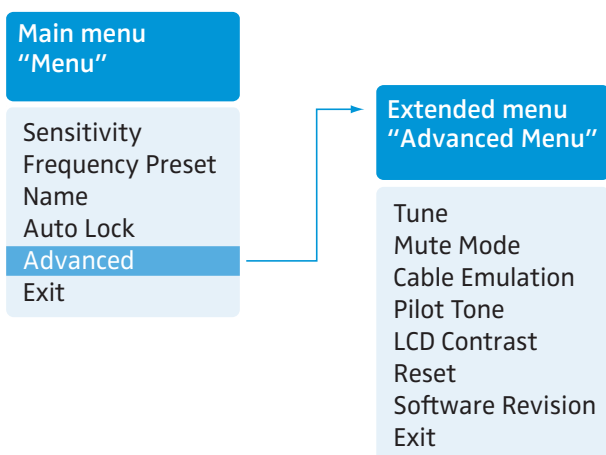 Main menu
“Menu”
Sensitivity
Frequency Preset
Name
Auto Lock
Advanced
Exit
Extended menu
“Advanced Menu”
Tune
Mute Mode
Cable Emulation
Pilot Tone
LCD Contrast
Reset
Software Revision
Exit